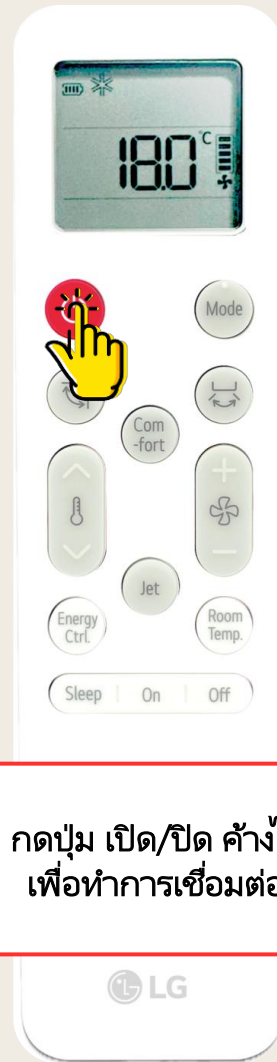 18.0°C
Mode
Com
-fort
Jet
Energy
Ctrl.
Room
Temp.
Sleep On Off
กดปุ่ม เปิด/ปิด ค้าง
เพื่อทำการเชื่อมต่อ
LG